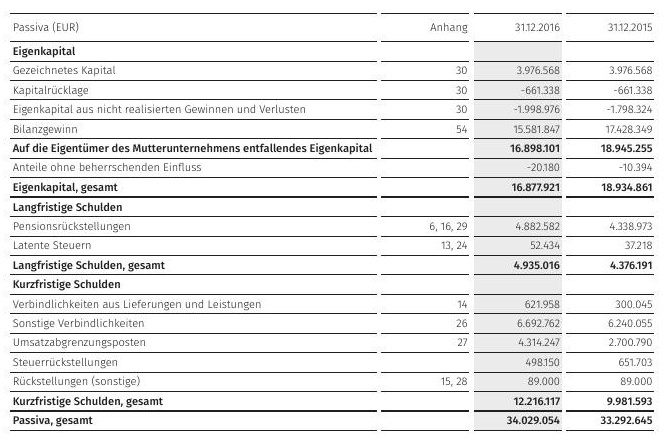 Passiva (EUR) Anhang 31.12.2016 31.12.2015
Eigenkapital
Gezeichnetes Kapital 30 3.976.568 3.976.568
Kapitalrücklage 30 -661.338 -661.338
Eigenkapital aus nicht realisierten Gewinnen und Verlusten 30 -1.998.976 -1.798.324
Bilanzgewinn 54 15.581.847 17.428.349
Auf die Eigentümer des Mutterunternehmens entfallendes Eigenkapital 16.898.101 18.945.255
Anteile ohne beherrschenden Einfluss -20.180 -10.394
Eigenkapital, gesamt 16.877.921 18.934.861
Langfristige Schulden
Pensionsrückstellungen 6, 16, 29 4.882.582 4.338.973
Latente Steuern 13, 24 52.434 37.218
Langfristige Schulden, gesamt 4.935.016 4.376.191
Kurzfristige Schulden
Verbindlichkeiten aus Lieferungen und Leistungen 14 621.958 300.045
Sonstige Verbindlichkeiten 26 6.692.762 6.240.055
Umsatzabgrenzungsposten 27 4.314.247 2.700.790
Steuerrückstellungen 498.150 651.703
Rückstellungen (sonstige) 15, 28 89.000 89.000
Kurzfristige Schulden, gesamt 12.216.117 9.981.593
Passiva, gesamt 34.029.054 33.292.645